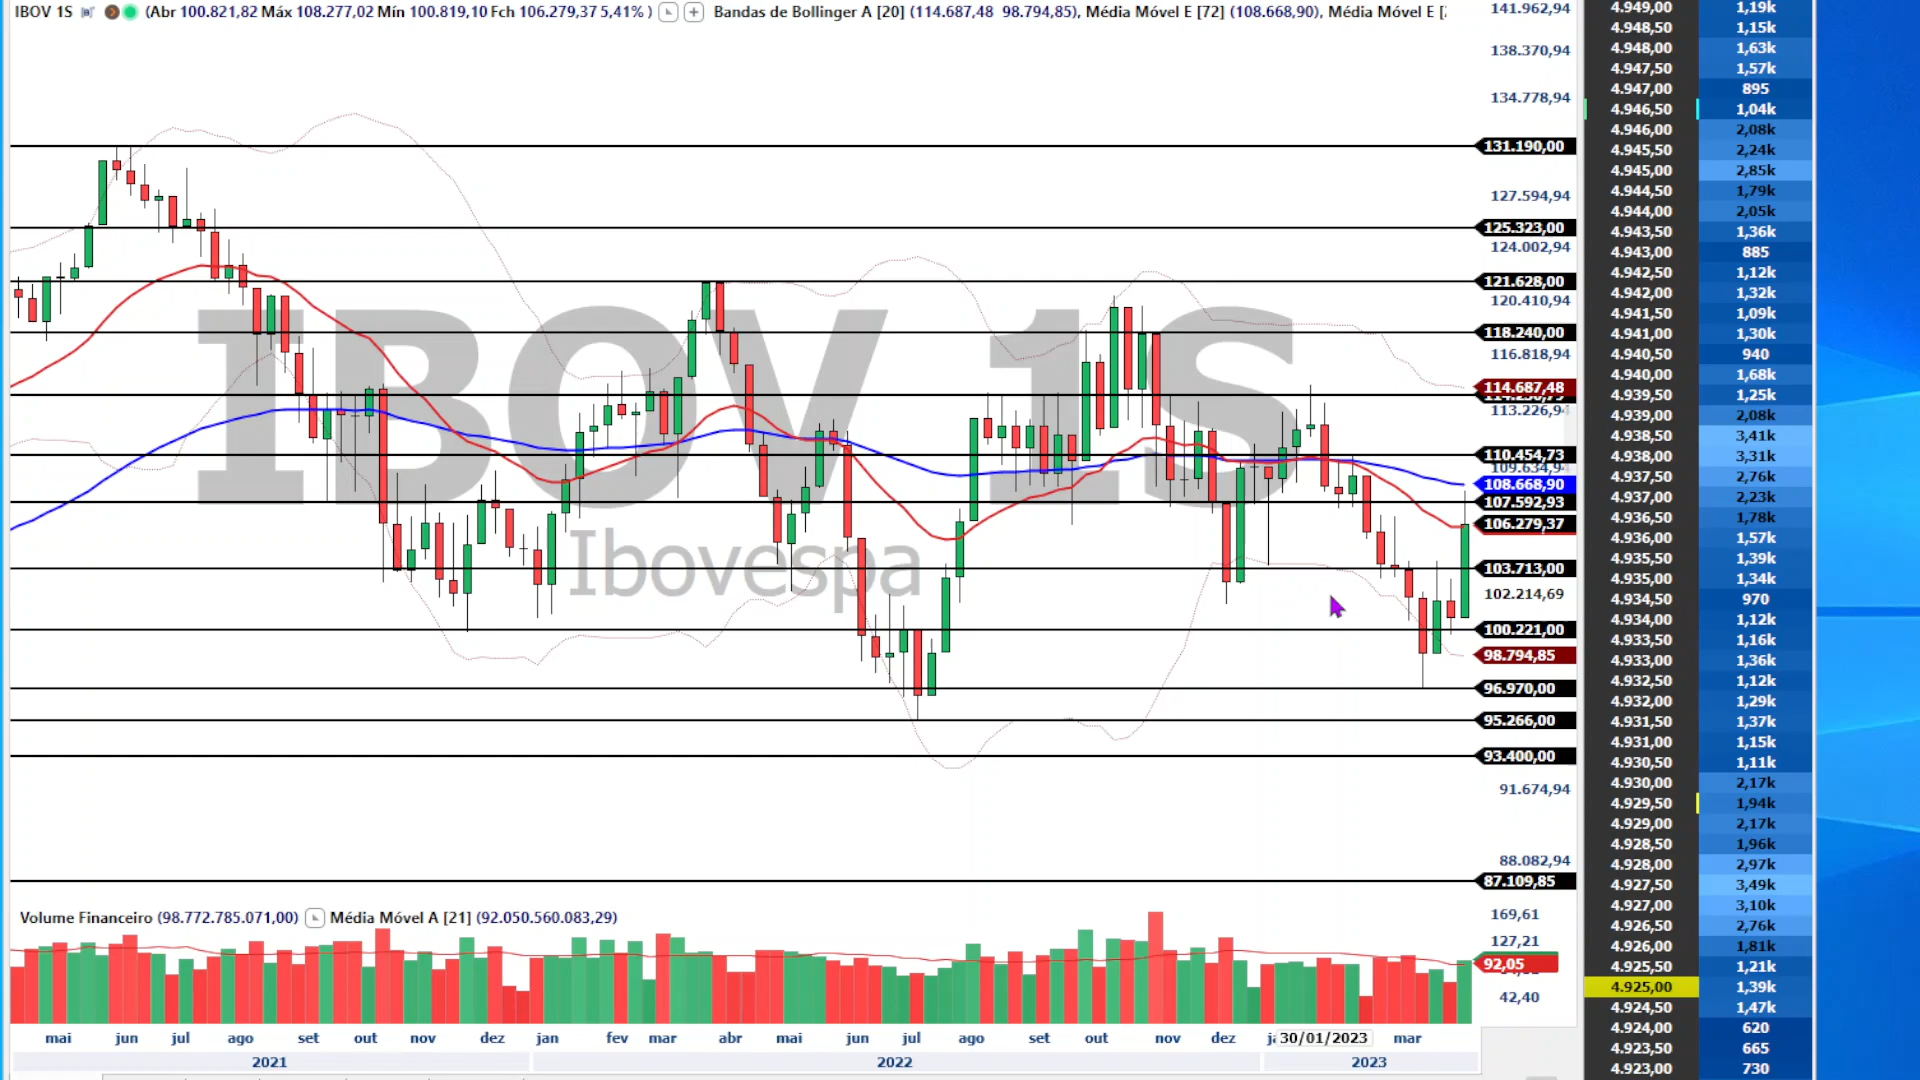 IBOV 1S (Abr 100.821,82 Máx 108.277,02 Mín 100.819,10 Fch 106.279,37 5,41% ) Bandas de Bollinger A [20] (114.687,48 98.794,85), Média Móvel E [72] (108.668,90), Média Móvel E [
141.962,94
138.370,94
134.778,94
131.190,00
127.594,94
125.323,00
124.002,94
121.628,00
120.410,94
118.240,00
116.818,94
114.687,48
113.226,94
110.454,73
109.634,94
108.668,90
107.592,93
106.279,37
103.713,00
102.214,69
100.221,00
98.794,85
96.970,00
95.266,00
93.400,00
91.674,94
88.082,94
87.109,85
IBOV 1S
Ibovespa
Volume Financeiro (98.772.785.071,00) Média Móvel A [21] (92.050.560.083,29)
169,61
127,21
92,05
42,40
mai jun jul ago set out nov dez jan fev mar abr mai jun jul ago set out nov dez 30/01/2023 mar
2021 2022 2023
4.949,00 1,19k
4.948,50 1,15k
4.948,00 1,63k
4.947,50 1,57k
4.947,00 895
4.946,50 1,04k
4.946,00 2,08k
4.945,50 2,24k
4.945,00 2,85k
4.944,50 1,79k
4.944,00 2,05k
4.943,50 1,36k
4.943,00 885
4.942,50 1,12k
4.942,00 1,32k
4.941,50 1,09k
4.941,00 1,30k
4.940,50 940
4.940,00 1,68k
4.939,50 1,25k
4.939,00 2,08k
4.938,50 3,41k
4.938,00 3,31k
4.937,50 2,76k
4.937,00 2,23k
4.936,50 1,78k
4.936,00 1,57k
4.935,50 1,39k
4.935,00 1,34k
4.934,50 970
4.934,00 1,12k
4.933,50 1,16k
4.933,00 1,36k
4.932,50 1,12k
4.932,00 1,29k
4.931,50 1,37k
4.931,00 1,15k
4.930,50 1,11k
4.930,00 2,17k
4.929,50 1,94k
4.929,00 2,17k
4.928,50 1,96k
4.928,00 2,97k
4.927,50 3,49k
4.927,00 3,10k
4.926,50 2,76k
4.926,00 1,81k
4.925,50 1,21k
4.925,00 1,39k
4.924,50 1,47k
4.924,00 620
4.923,50 665
4.923,00 730